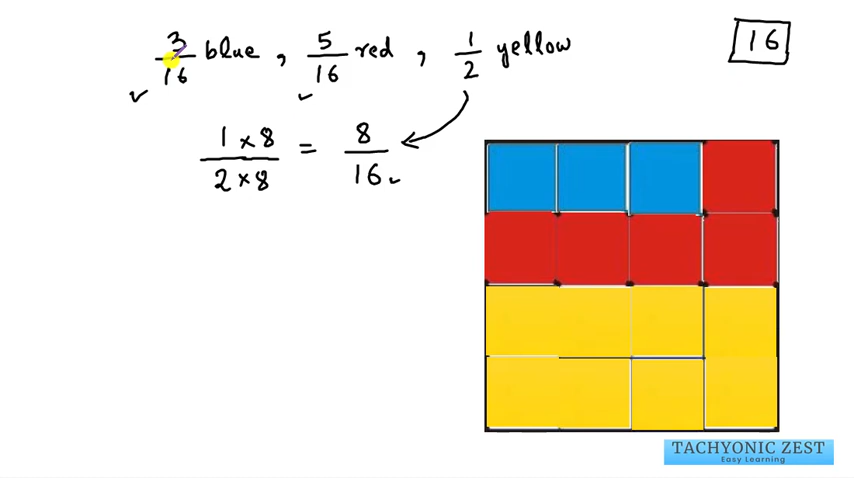 3/16 blue , 5/16 red , 1/2 yellow
16
1 × 8 / 2 × 8 = 8/16
TACHYONIC ZEST
Easy Learning